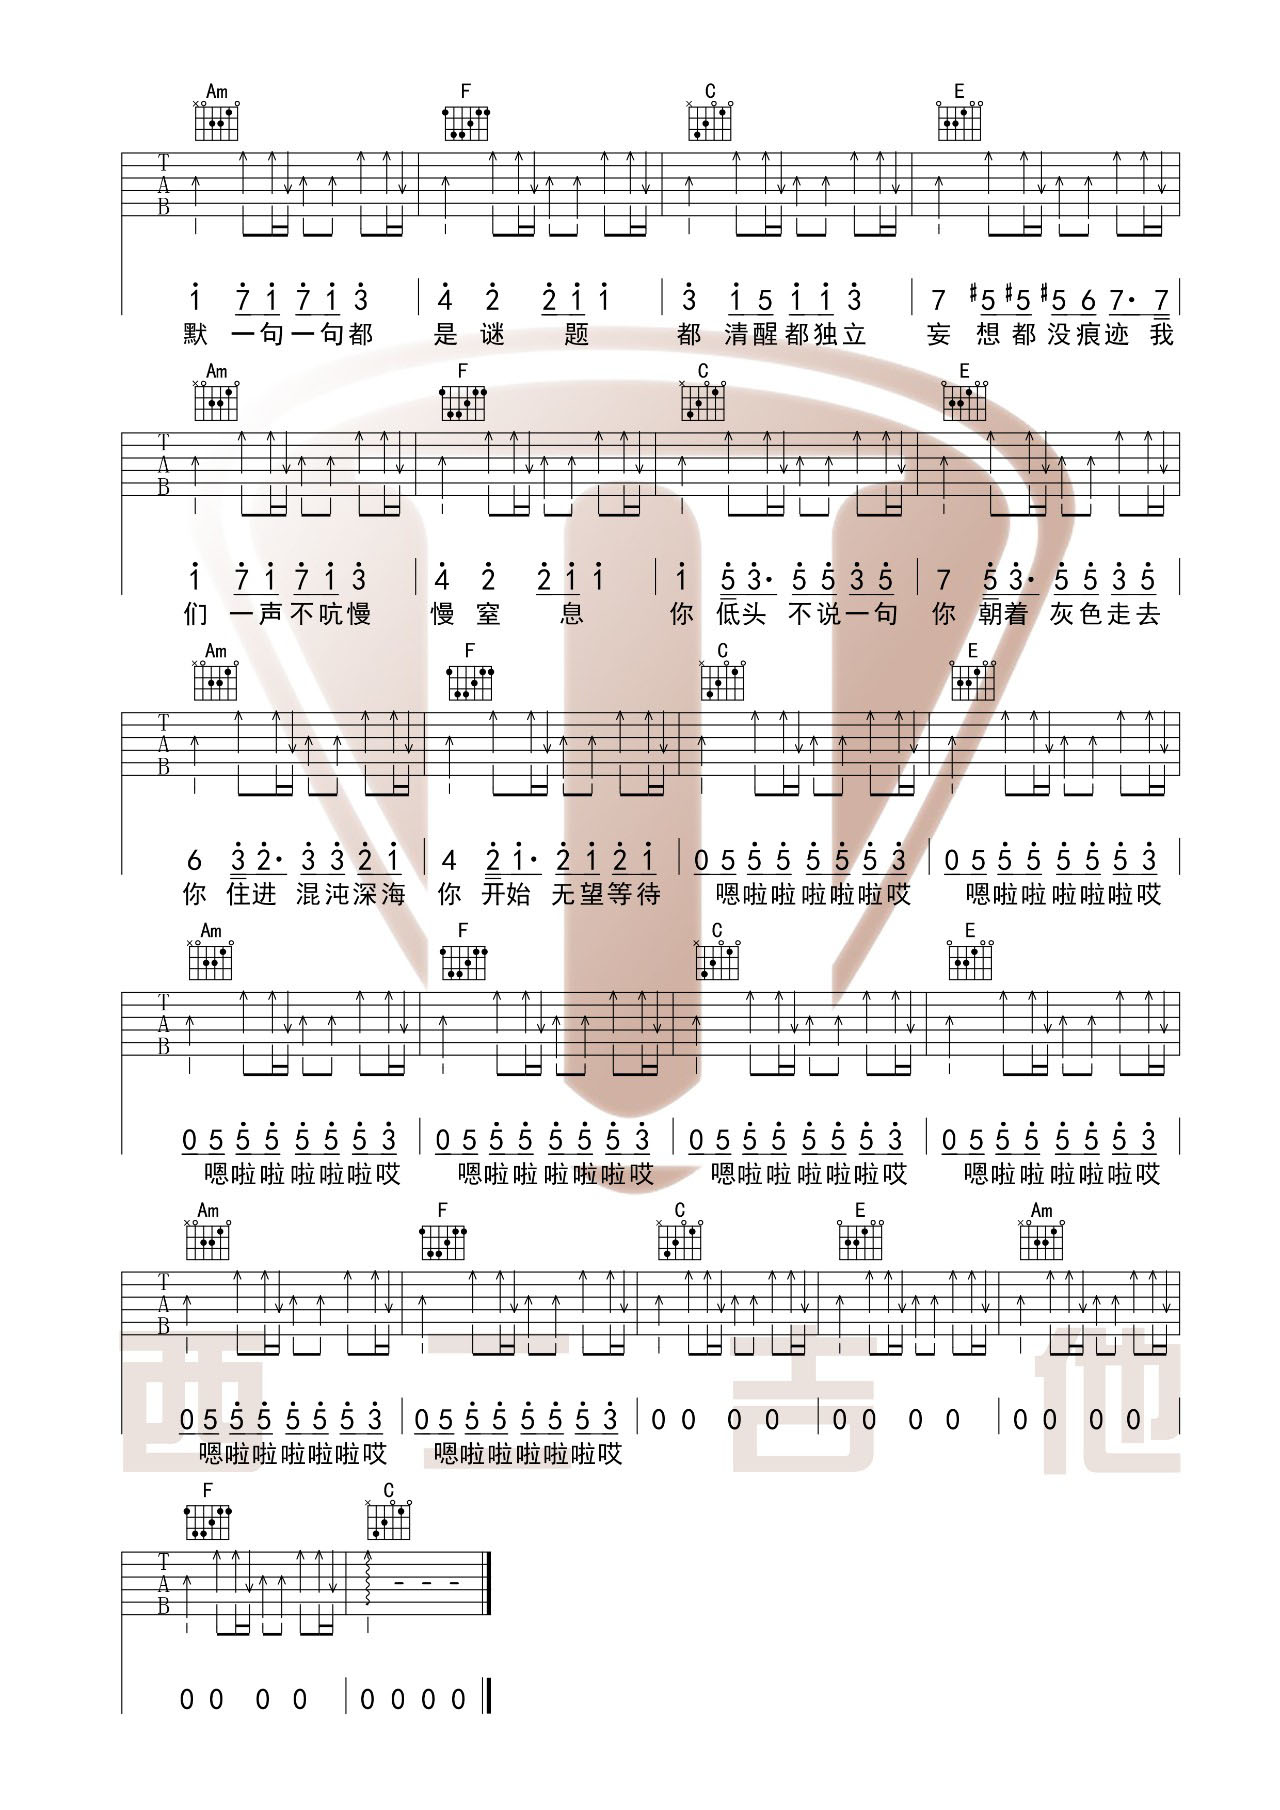 Am F C E
T A B
1 7 1 7 1 3 4 2 2 1 1 3 1 5 1 1 3 7 #5 #5 #5 6 7· 7
默 一句一句都 是 谜 题 都 清醒都独立 妄 想都没痕迹 我
Am F C E
T A B
1 7 1 7 1 3 4 2 2 1 1 1 5 3· 5 5 3 5 7 5 3· 5 5 3 5
们 一声不吭慢 慢 窒 息 你 低头 不说一句 你 朝着 灰色走去
Am F C E
T A B
6 3 2· 3 3 2 1 4 2 1· 2 1 2 1 0 5 5 5 5 5 5 3 0 5 5 5 5 5 5 3
你 住进 混沌深海 你 开始 无望等待 嗯啦啦啦啦啦哎 嗯啦啦啦啦啦哎
Am F C E
T A B
0 5 5 5 5 5 5 3 0 5 5 5 5 5 5 3 0 5 5 5 5 5 5 3 0 5 5 5 5 5 5 3
嗯啦啦啦啦啦哎 嗯啦啦啦啦啦哎 嗯啦啦啦啦啦哎 嗯啦啦啦啦啦哎
Am F C E Am
T A B
西二吉他
0 5 5 5 5 5 5 3 0 5 5 5 5 5 5 3 0 0 0 0 0 0 0 0 0 0 0 0
嗯啦啦啦啦啦哎 嗯啦啦啦啦啦哎
F C
T A B - - -
0 0 0 0 0 0 0 0